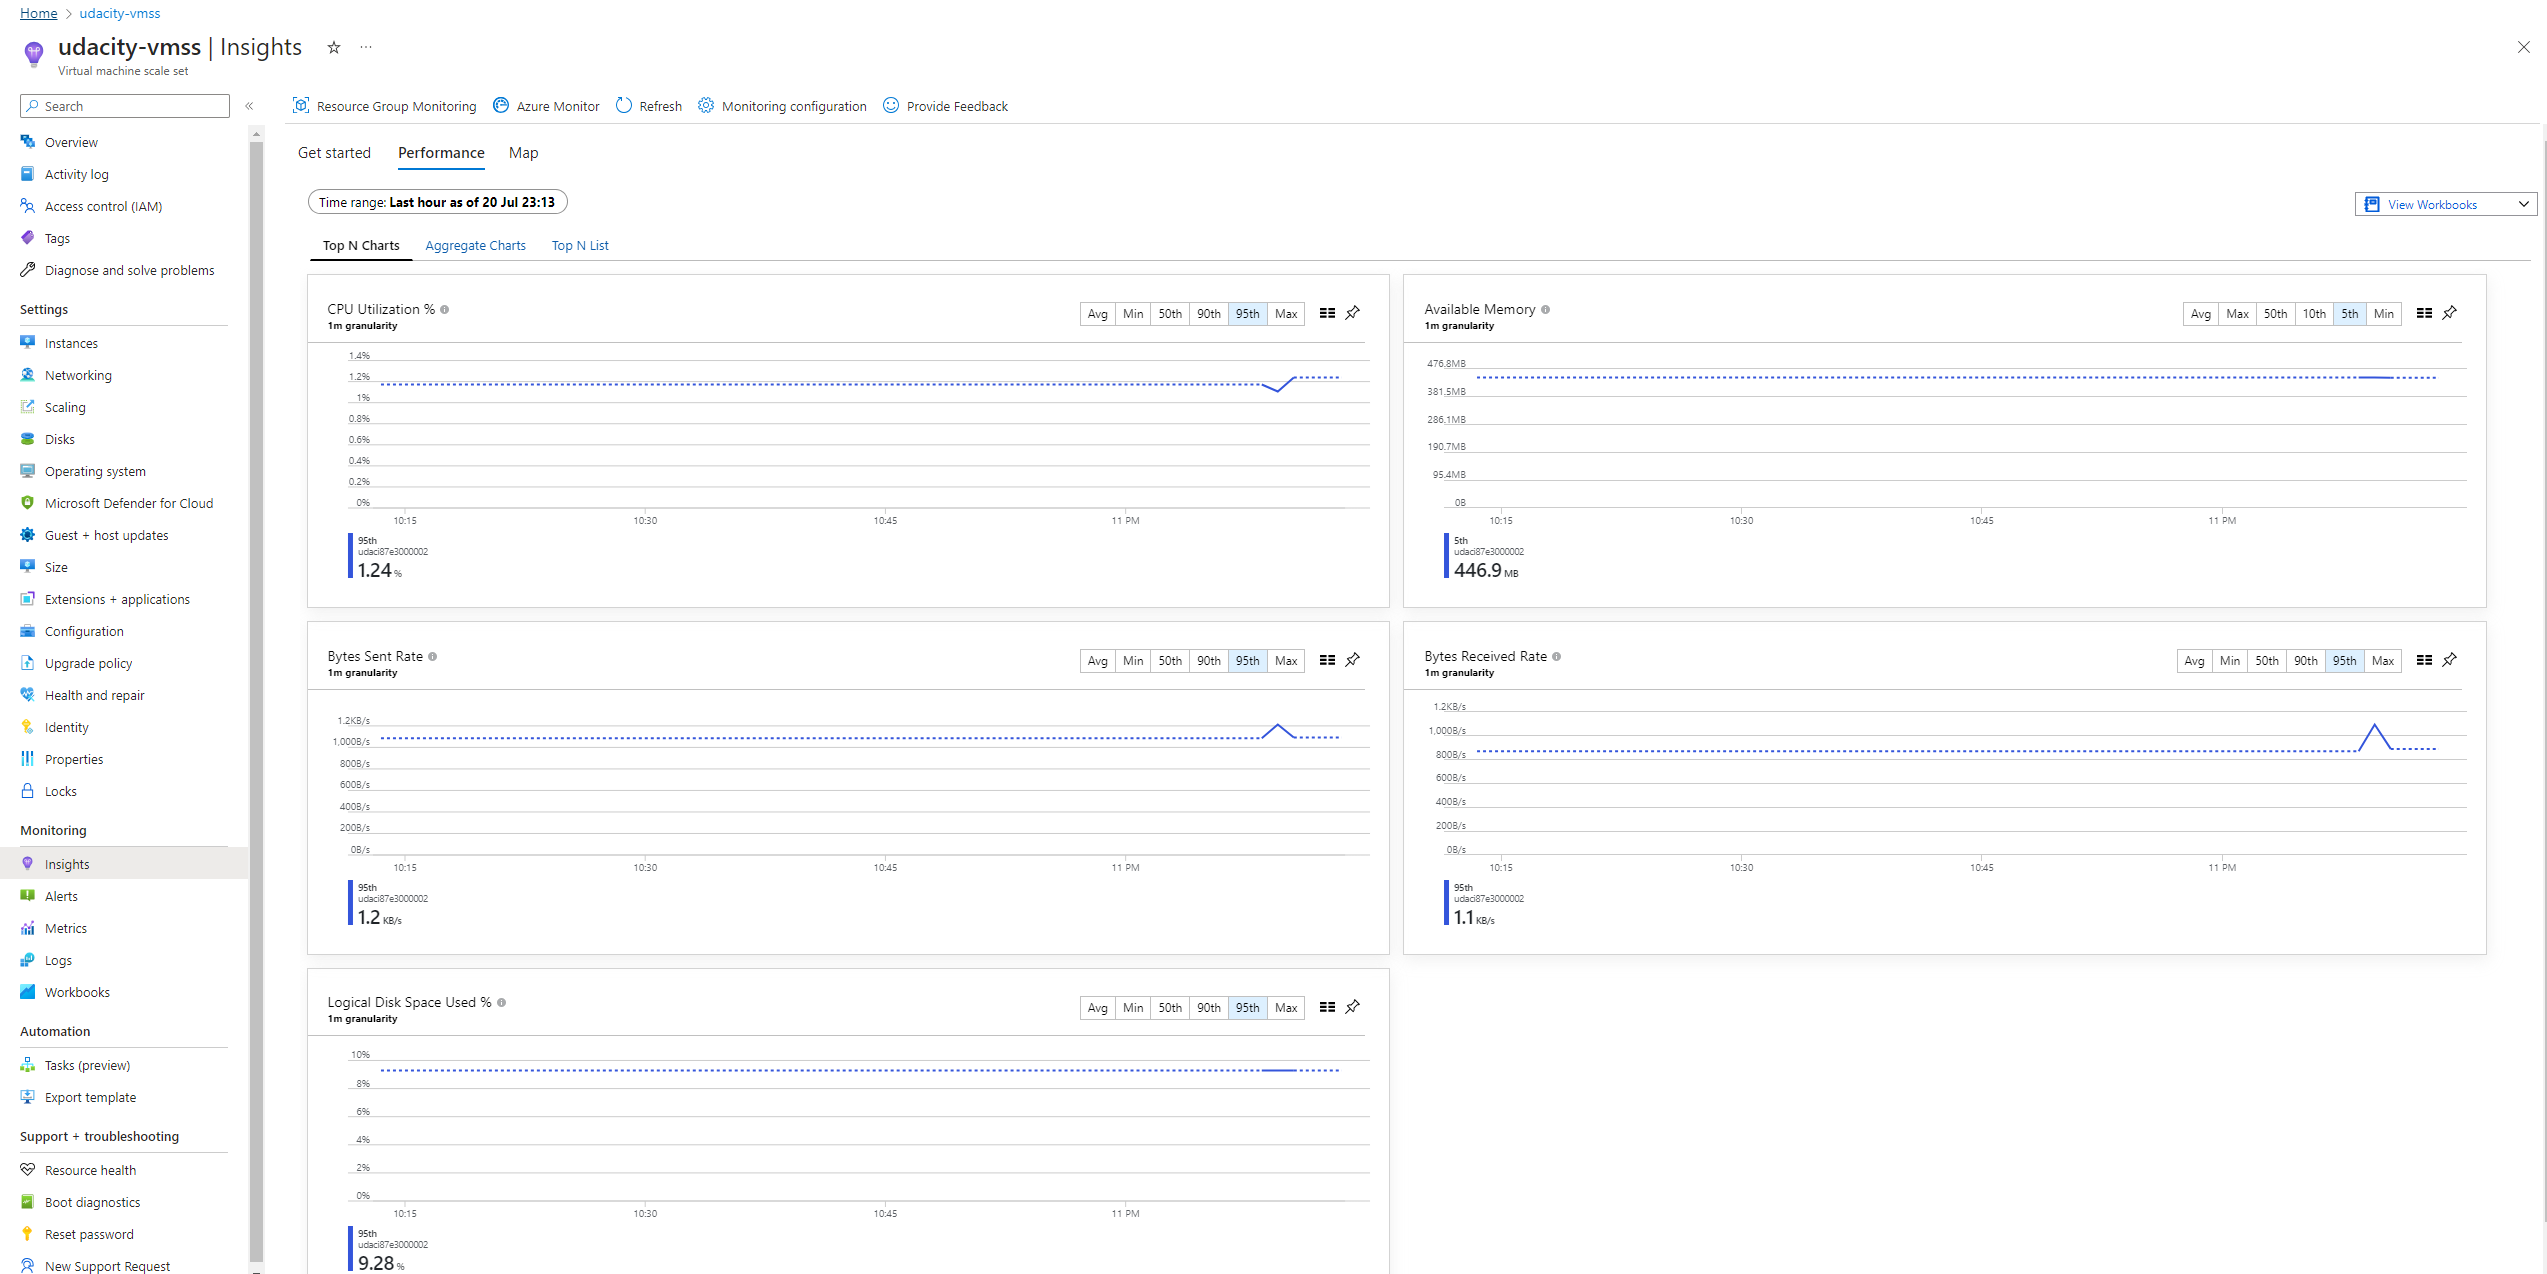 Home > udacity-vmss
udacity-vmss | Insights
Virtual machine scale set
Search
Overview
Activity log
Access control (IAM)
Tags
Diagnose and solve problems
Settings
Instances
Networking
Scaling
Disks
Operating system
Microsoft Defender for Cloud
Guest + host updates
Size
Extensions + applications
Configuration
Upgrade policy
Health and repair
Identity
Properties
Locks
Monitoring
Insights
Alerts
Metrics
Logs
Workbooks
Automation
Tasks (preview)
Export template
Support + troubleshooting
Resource health
Boot diagnostics
Reset password
New Support Request
Resource Group Monitoring Azure Monitor Refresh Monitoring configuration Provide Feedback
Get started Performance Map
Time range: Last hour as of 20 Jul 23:13
View Workbooks
Top N Charts Aggregate Charts Top N List
CPU Utilization %
1m granularity
Avg Min 50th 90th 95th Max
1.4%
1.2%
1%
0.8%
0.6%
0.4%
0.2%
0%
10:15 10:30 10:45 11 PM
95th
udaci87e3000002
1.24 %
Available Memory
1m granularity
Avg Max 50th 10th 5th Min
476.8MB
381.5MB
286.1MB
190.7MB
95.4MB
0B
10:15 10:30 10:45 11 PM
5th
udaci87e3000002
446.9 MB
Bytes Sent Rate
1m granularity
Avg Min 50th 90th 95th Max
1.2KB/s
1,000B/s
800B/s
600B/s
400B/s
200B/s
0B/s
10:15 10:30 10:45 11 PM
95th
udaci87e3000002
1.2 KB/s
Bytes Received Rate
1m granularity
Avg Min 50th 90th 95th Max
1.2KB/s
1,000B/s
800B/s
600B/s
400B/s
200B/s
0B/s
10:15 10:30 10:45 11 PM
95th
udaci87e3000002
1.1 KB/s
Logical Disk Space Used %
1m granularity
Avg Min 50th 90th 95th Max
10%
8%
6%
4%
2%
0%
10:15 10:30 10:45 11 PM
95th
udaci87e3000002
9.28 %